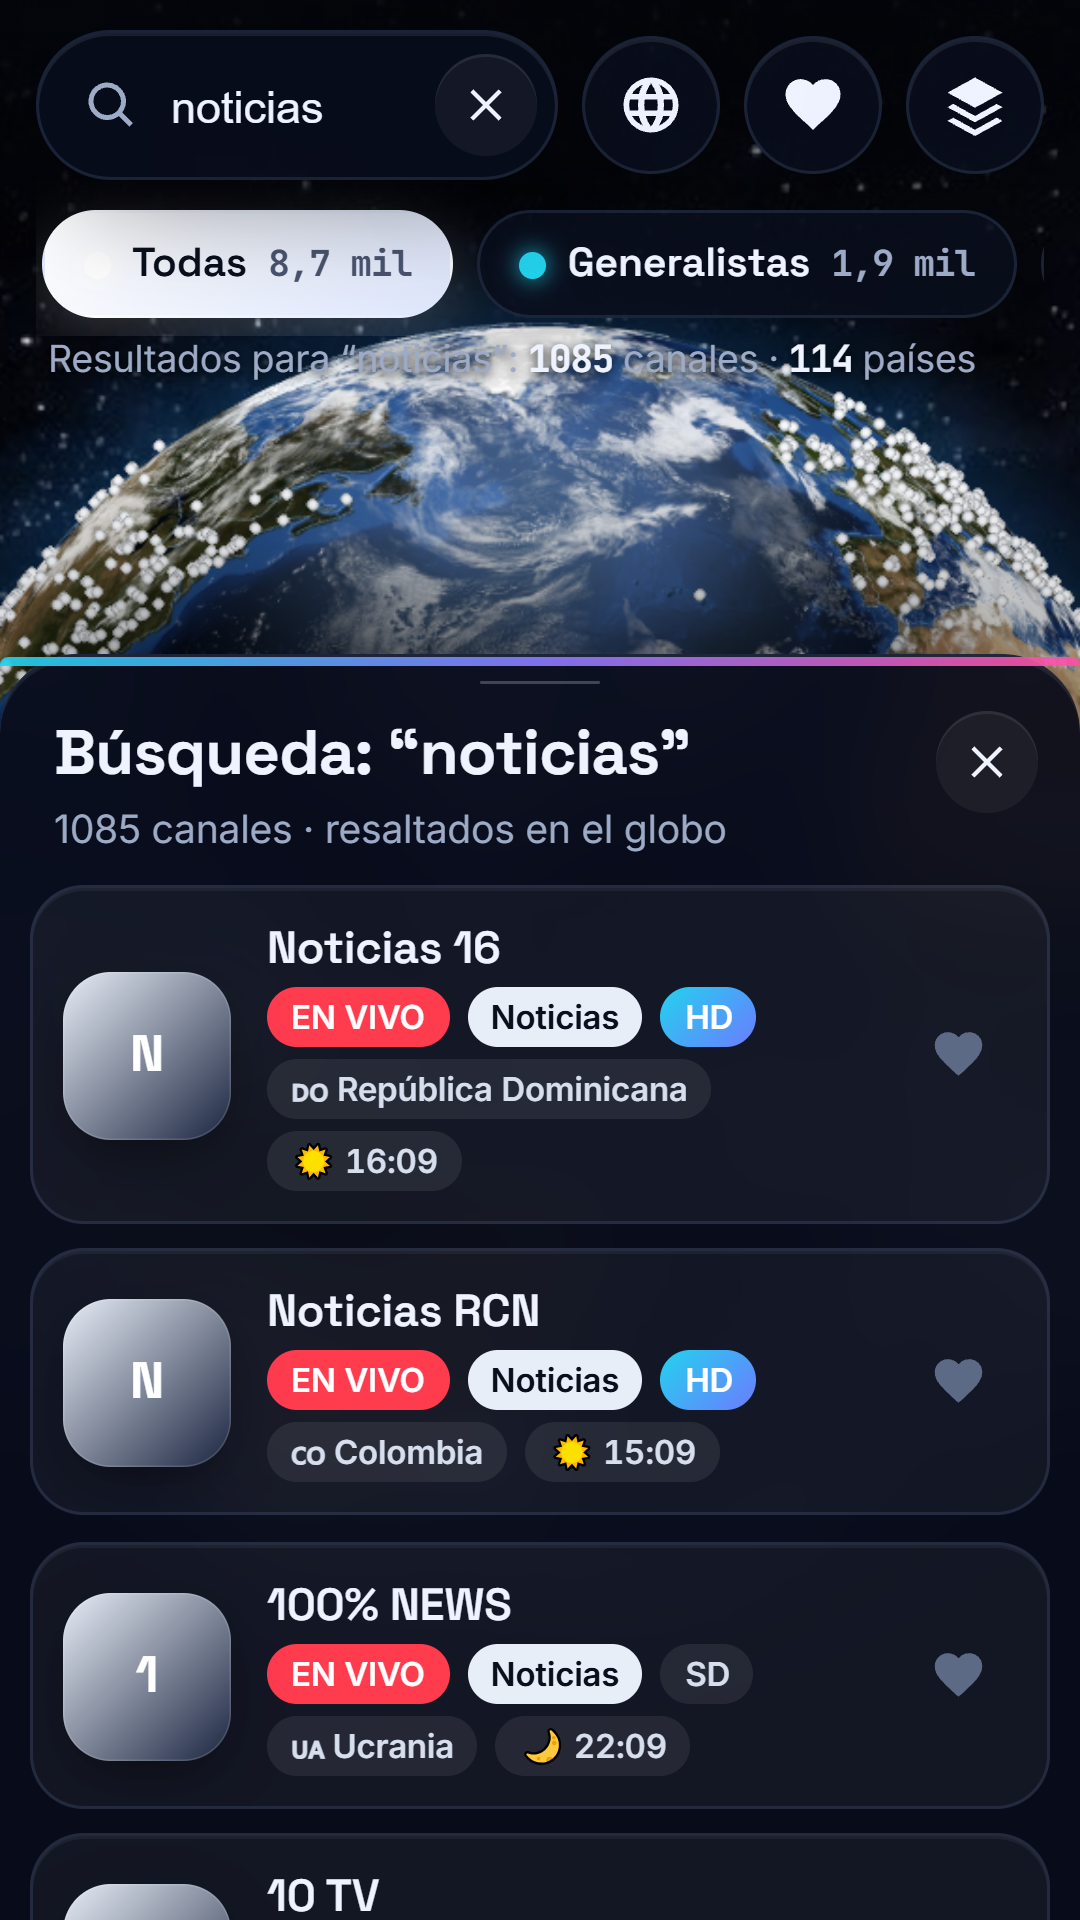 noticias
Todas 8,7 mil
Generalistas 1,9 mil
Resultados para “noticias”: 1085 canales · 114 países
Búsqueda: “noticias”
1085 canales · resaltados en el globo
N
Noticias 16
EN VIVO Noticias HD
DO República Dominicana
16:09
N
Noticias RCN
EN VIVO Noticias HD
CO Colombia 15:09
1
100% NEWS
EN VIVO Noticias SD
UA Ucrania 22:09
10 TV